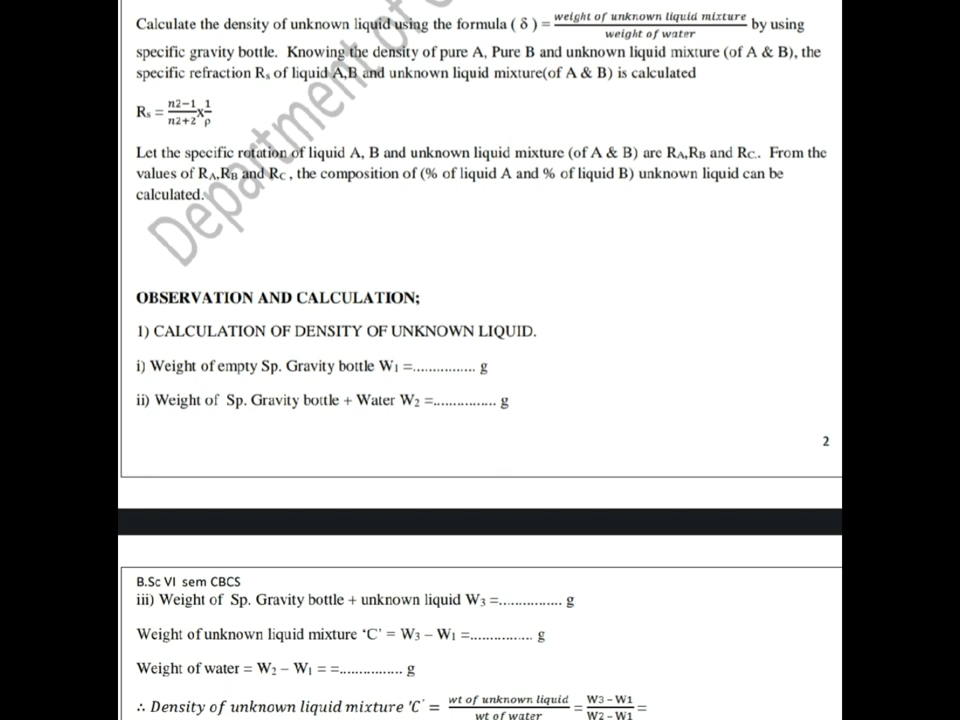 Calculate the density of unknown liquid using the formula ( δ ) = weight of unknown liquid mixture / weight of water by using
specific gravity bottle. Knowing the density of pure A, Pure B and unknown liquid mixture (of A & B), the
specific refraction Rs of liquid A,B and unknown liquid mixture(of A & B) is calculated
Rs = n2−1/n2+2 x 1/ρ
Let the specific rotation of liquid A, B and unknown liquid mixture (of A & B) are RA,RB and RC. From the
values of RA,RB and RC , the composition of (% of liquid A and % of liquid B) unknown liquid can be
calculated.
Department of
OBSERVATION AND CALCULATION;
1) CALCULATION OF DENSITY OF UNKNOWN LIQUID.
i) Weight of empty Sp. Gravity bottle W1 =................ g
ii) Weight of Sp. Gravity bottle + Water W2 =................ g
2
B.Sc VI sem CBCS
iii) Weight of Sp. Gravity bottle + unknown liquid W3 =................ g
Weight of unknown liquid mixture ‘C’ = W3 – W1 =................ g
Weight of water = W2 – W1 = =................ g
∴ Density of unknown liquid mixture 'C' = wt of unknown liquid / wt of water = W3−W1 / W2−W1 =